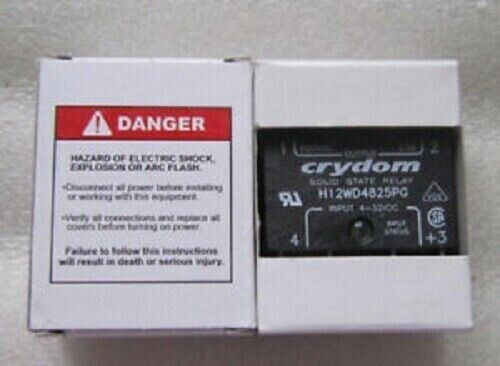 DANGER
HAZARD OF ELECTRIC SHOCK,
EXPLOSION OR ARC FLASH.
•Disconnect all power before installing
or working with this equipment.
•Verify all connections and replace all
covers before turning on power.
Failure to follow this instructions
will result in death or serious injury.
1 OUTPUT 2
crydom
SOLID STATE RELAY
H12WD4825PG
INPUT 4-32VDC
INPUT
STATUS
4 +3